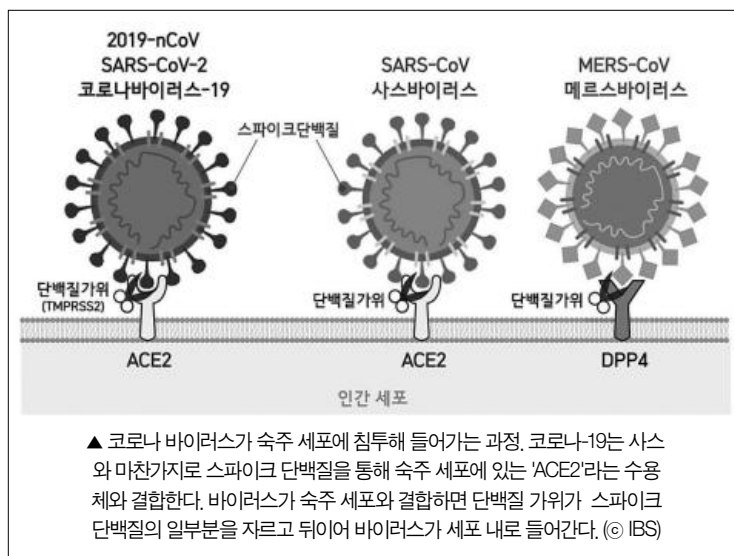 2019-nCoV
SARS-CoV-2
코로나바이러스-19
SARS-CoV
사스바이러스
MERS-CoV
메르스바이러스
스파이크단백질
단백질가위
(TMPRSS2)
단백질가위
단백질가위
ACE2
ACE2
DPP4
인간 세포
▲ 코로나 바이러스가 숙주 세포에 침투해 들어가는 과정. 코로나-19는 사스
와 마찬가지로 스파이크 단백질을 통해 숙주 세포에 있는 'ACE2'라는 수용
체와 결합한다. 바이러스가 숙주 세포와 결합하면 단백질 가위가 스파이크
단백질의 일부분을 자르고 뒤이어 바이러스가 세포 내로 들어간다. (ⓒ IBS)